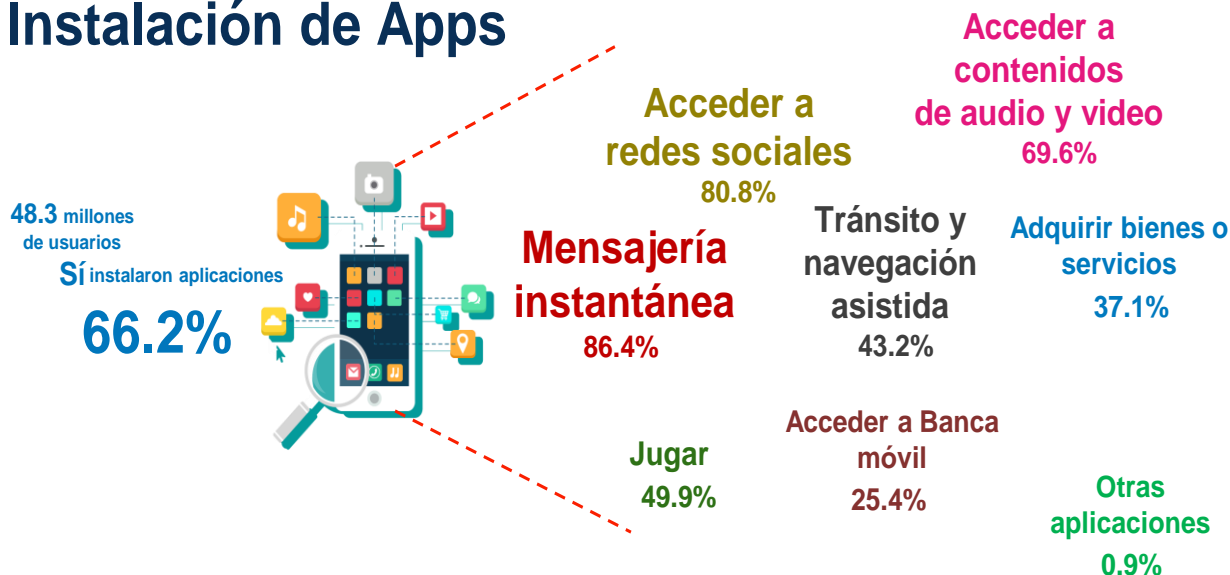 Instalación de Apps
48.3 millones
de usuarios
Sí instalaron aplicaciones
66.2%
Acceder a
redes sociales
80.8%
Acceder a
contenidos
de audio y video
69.6%
Mensajería
instantánea
86.4%
Tránsito y
navegación
asistida
43.2%
Adquirir bienes o
servicios
37.1%
Jugar
49.9%
Acceder a Banca
móvil
25.4%
Otras
aplicaciones
0.9%